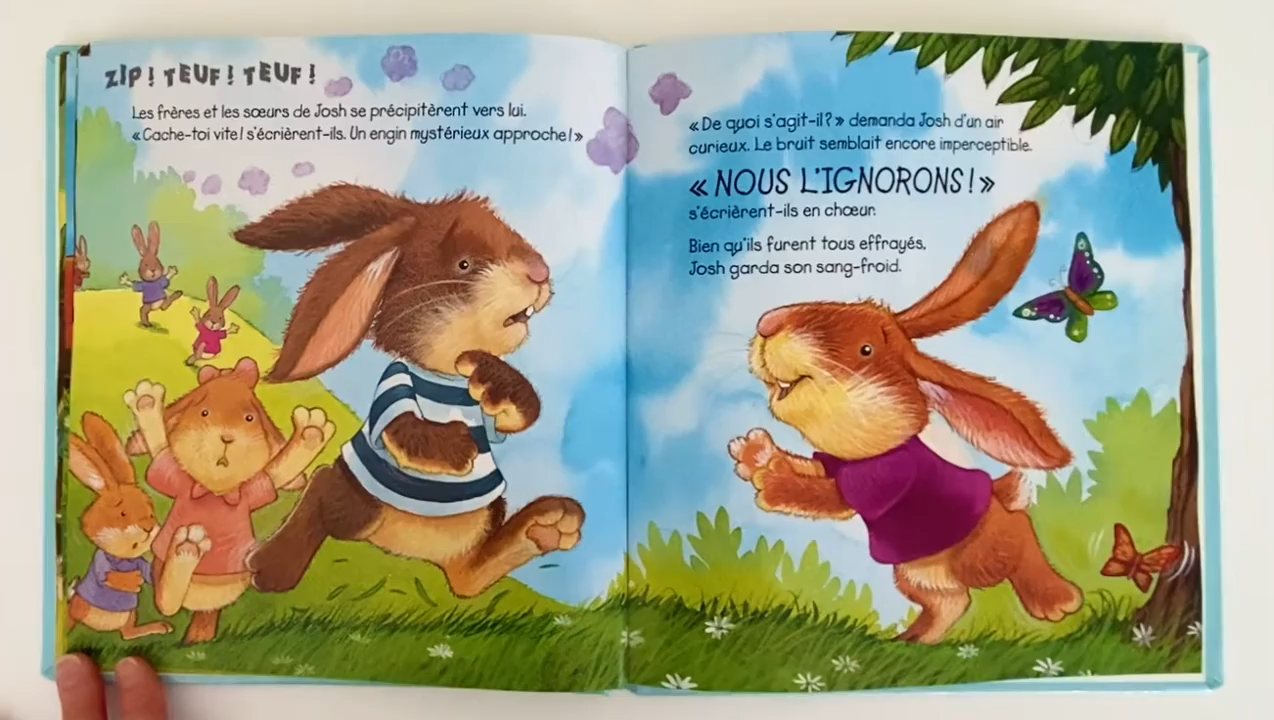 ZIP ! TEUF ! TEUF !
Les frères et les sœurs de Josh se précipitèrent vers lui.
« Cache-toi vite ! s'écrièrent-ils. Un engin mystérieux approche ! »
« De quoi s'agit-il ? » demanda Josh d'un air
curieux. Le bruit semblait encore imperceptible.
« NOUS L'IGNORONS ! »
s'écrièrent-ils en chœur.
Bien qu'ils furent tous effrayés,
Josh garda son sang-froid.